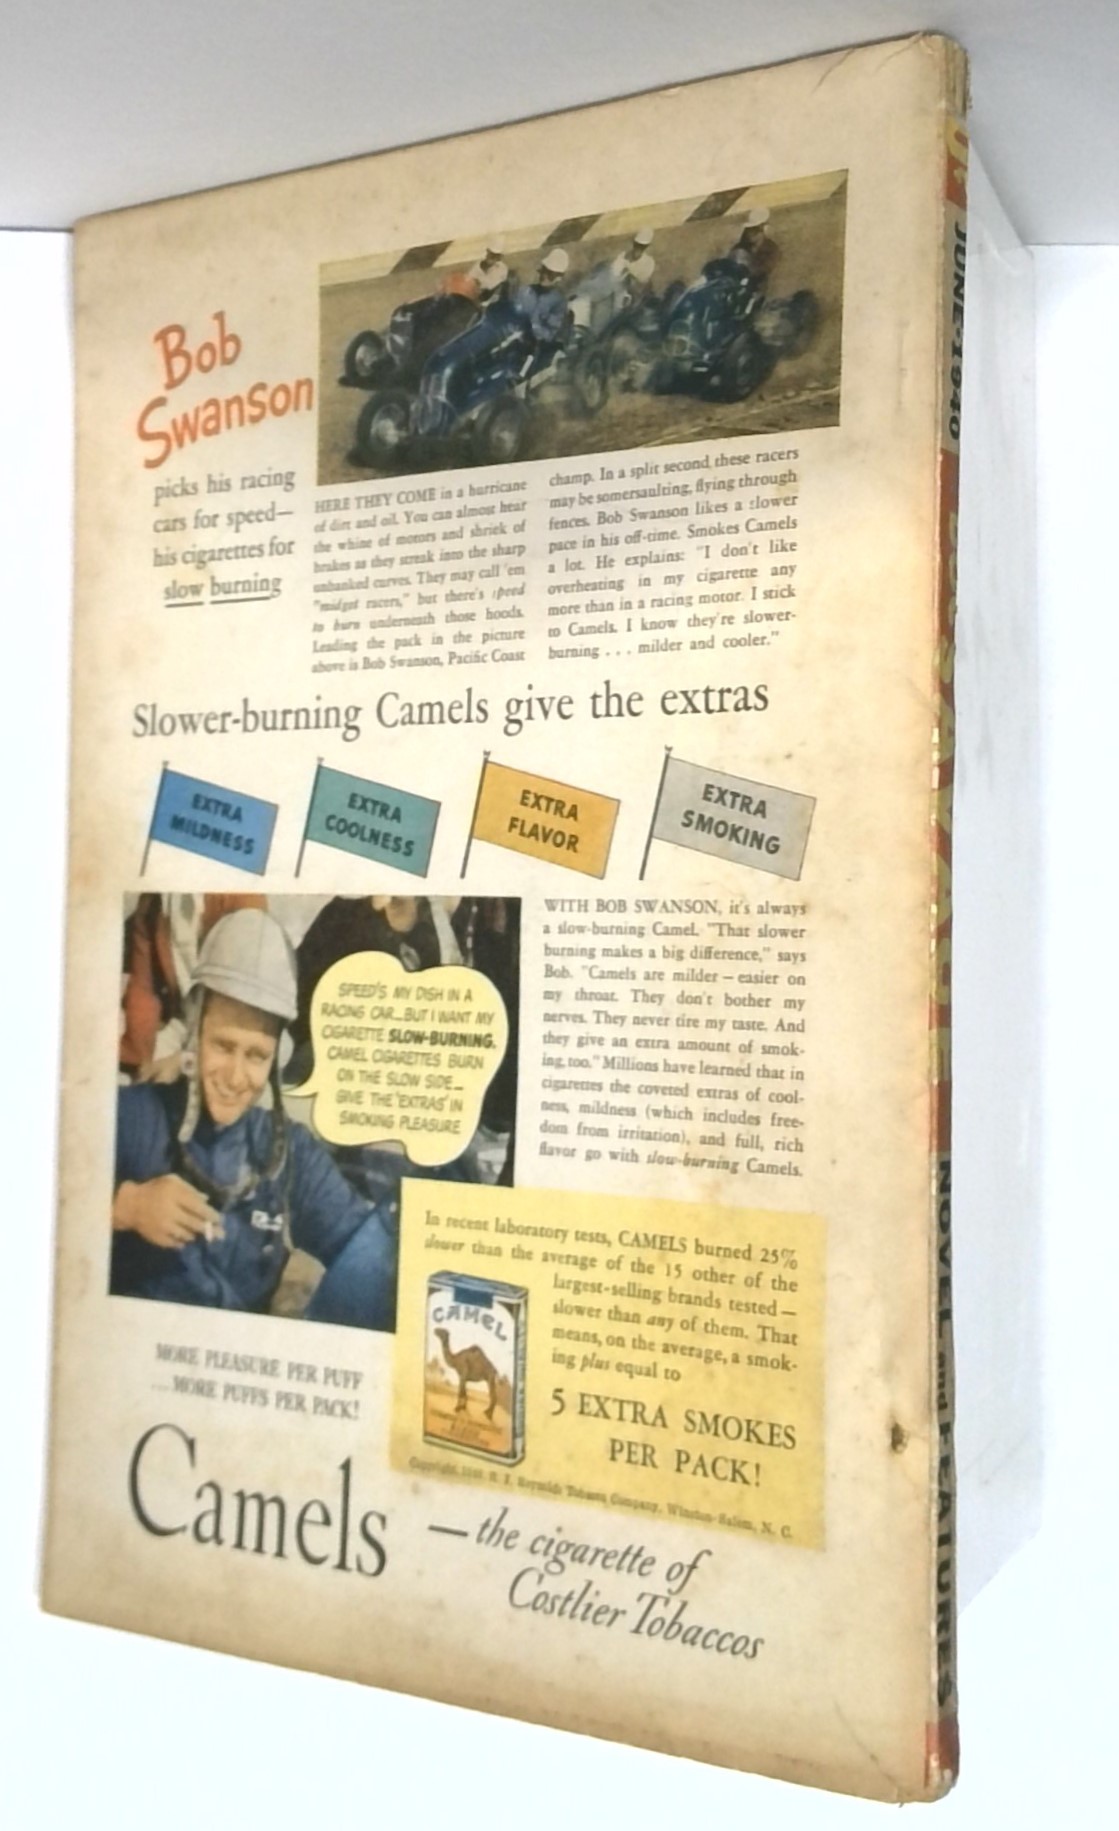 Bob
Swanson
picks his racing
cars for speed—
his cigarettes for
slow burning
HERE THEY COME in a hurricane
of dirt and oil. You can almost hear
the whine of motors and shriek of
brakes as they streak into the sharp
unbanked curves. They may call 'em
"midget racers," but there's speed
to burn underneath those hoods.
Leading the pack in the picture
above is Bob Swanson, Pacific Coast
champ. In a split second these racers
may be somersaulting, flying through
fences. Bob Swanson likes a slower
pace in his off-time. Smokes Camels
a lot. He explains: "I don't like
overheating in my cigarette any
more than in a racing motor. I stick
to Camels. I know they're slower-
burning . . . milder and cooler."
Slower-burning Camels give the extras
EXTRA
MILDNESS
EXTRA
COOLNESS
EXTRA
FLAVOR
EXTRA
SMOKING
SPEED'S MY DISH IN A
RACING CAR...BUT I WANT MY
CIGARETTE SLOW-BURNING.
CAMEL CIGARETTES BURN
ON THE SLOW SIDE...
GIVE THE 'EXTRAS' IN
SMOKING PLEASURE
WITH BOB SWANSON, it's always
a slow-burning Camel. "That slower
burning makes a big difference," says
Bob. "Camels are milder—easier on
my throat. They don't bother my
nerves. They never tire my taste. And
they give an extra amount of smok-
ing, too." Millions have learned that in
cigarettes the coveted extras of cool-
ness, mildness (which includes free-
dom from irritation), and full, rich
flavor go with slow-burning Camels.
In recent laboratory tests, CAMELS burned 25%
slower than the average of the 15 other of the
largest-selling brands tested—
slower than any of them. That
means, on the average, a smok-
ing plus equal to
5 EXTRA SMOKES
PER PACK!
CAMEL
Copyright, R. J. Reynolds Tobacco Company, Winston-Salem, N. C.
MORE PLEASURE PER PUFF
...MORE PUFFS PER PACK!
Camels
—the cigarette of
Costlier Tobaccos
10¢ JUNE-1940 DOC SAVAGE NOVEL and FEATURES